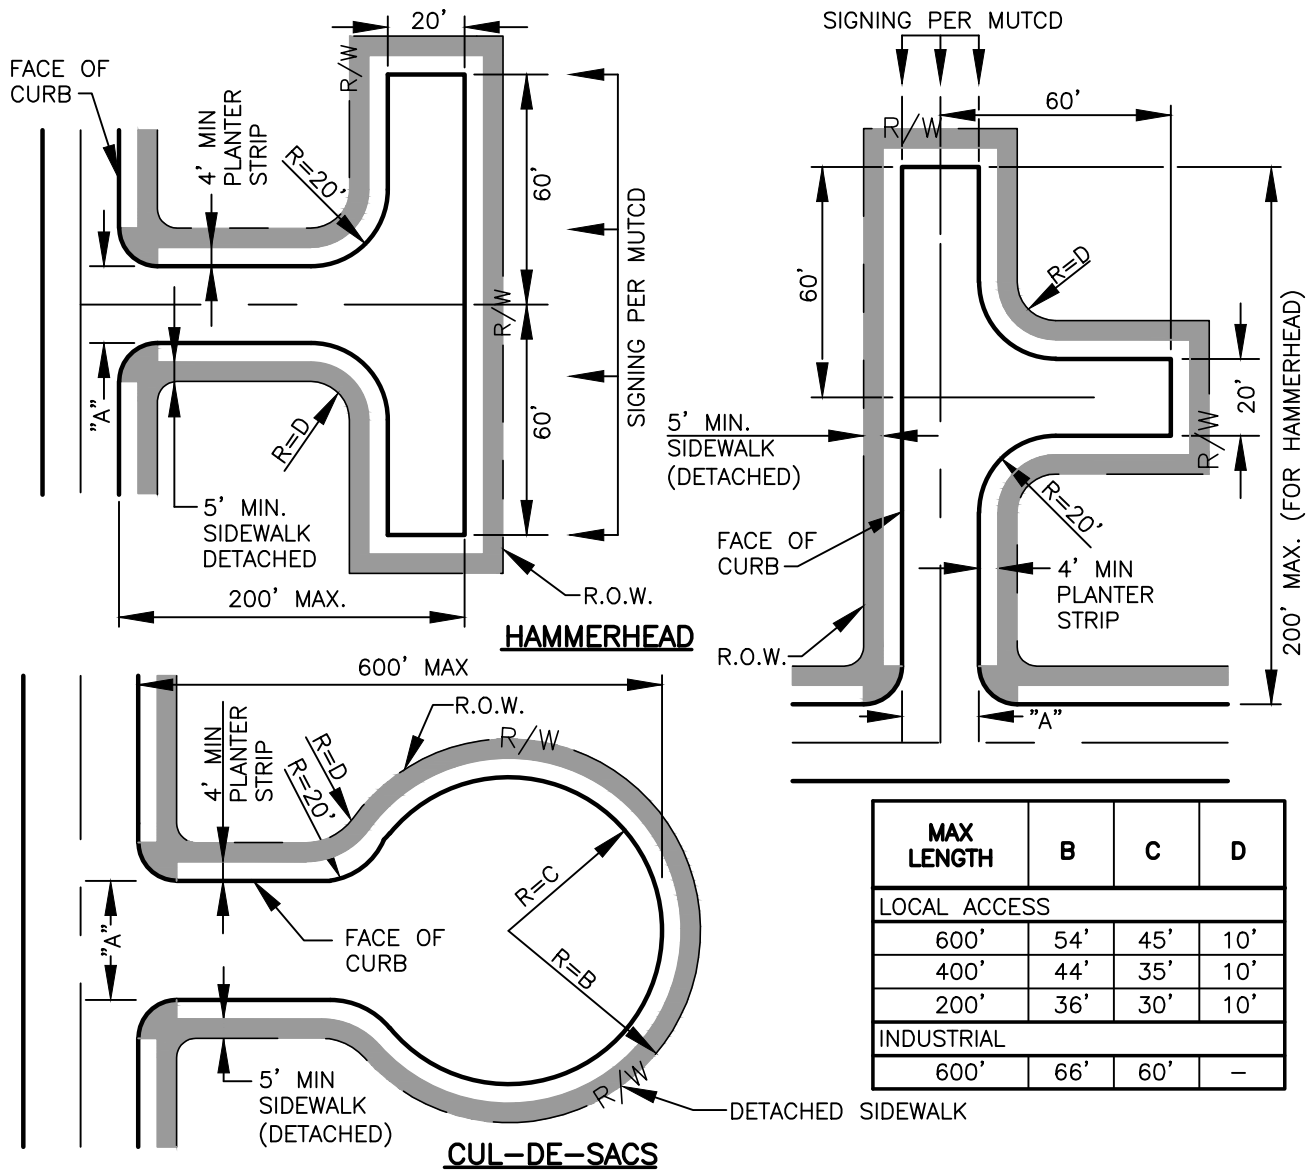 20'
FACE OF
CURB
4' MIN
PLANTER
STRIP
R/W
R=20'
60'
SIGNING PER MUTCD
R/W
"A"
R=D
60'
5' MIN.
SIDEWALK
DETACHED
200' MAX.
R.O.W.
HAMMERHEAD
SIGNING PER MUTCD
60'
R/W
60'
R=D
20'
R/W
5' MIN.
SIDEWALK
(DETACHED)
R=20'
FACE OF
CURB
4' MIN
PLANTER
STRIP
R.O.W.
"A"
200' MAX. (FOR HAMMERHEAD)
600' MAX
R.O.W.
R/W
4' MIN
PLANTER
STRIP
R=D
R=20'
"A"
FACE OF
CURB
R=C
R=B
5' MIN
SIDEWALK
(DETACHED)
R/W
DETACHED SIDEWALK
CUL-DE-SACS
MAX
LENGTH B C D
LOCAL ACCESS
600' 54' 45' 10'
400' 44' 35' 10'
200' 36' 30' 10'
INDUSTRIAL
600' 66' 60' -